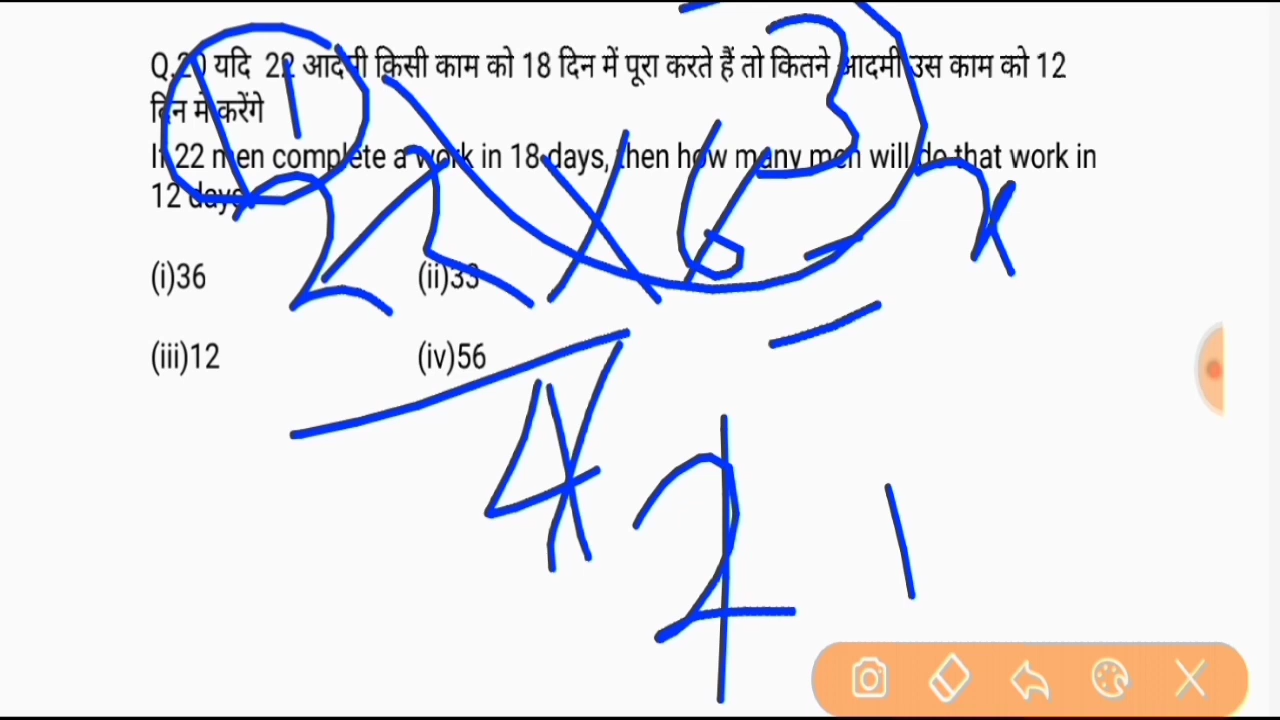 Q.20 यदि 22 आदमी किसी काम को 18 दिन में पूरा करते हैं तो कितने आदमी उस काम को 12
दिन में करेंगे
If 22 men complete a work in 18 days, then how many men will do that work in
12 days
(i)36 (ii)33
(iii)12 (iv)56
11 3
22 6 x
4 2 1